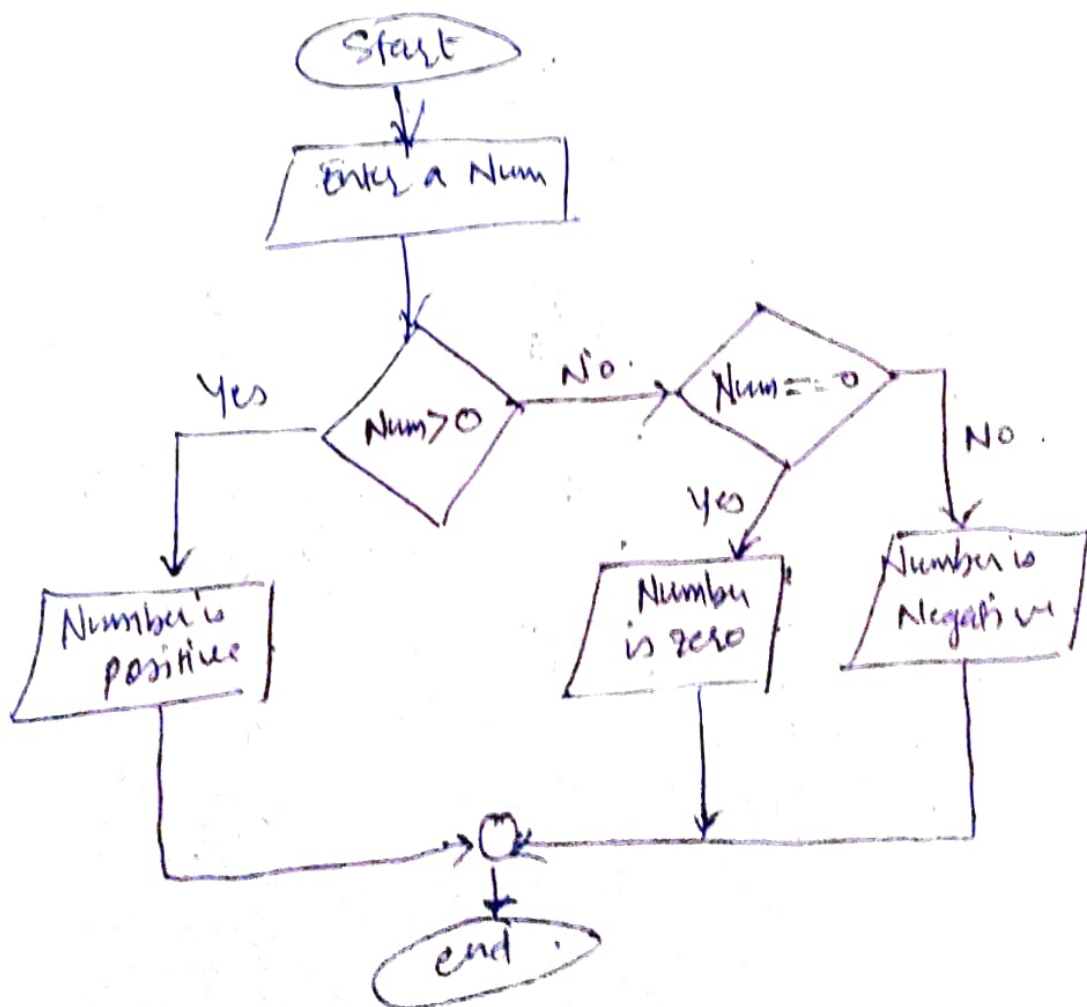 Start
Enter a Num
Yes
Num>0
No.
Num==0
No.
Yes
Number is
positive
Number
is zero
Number is
Negative
end.